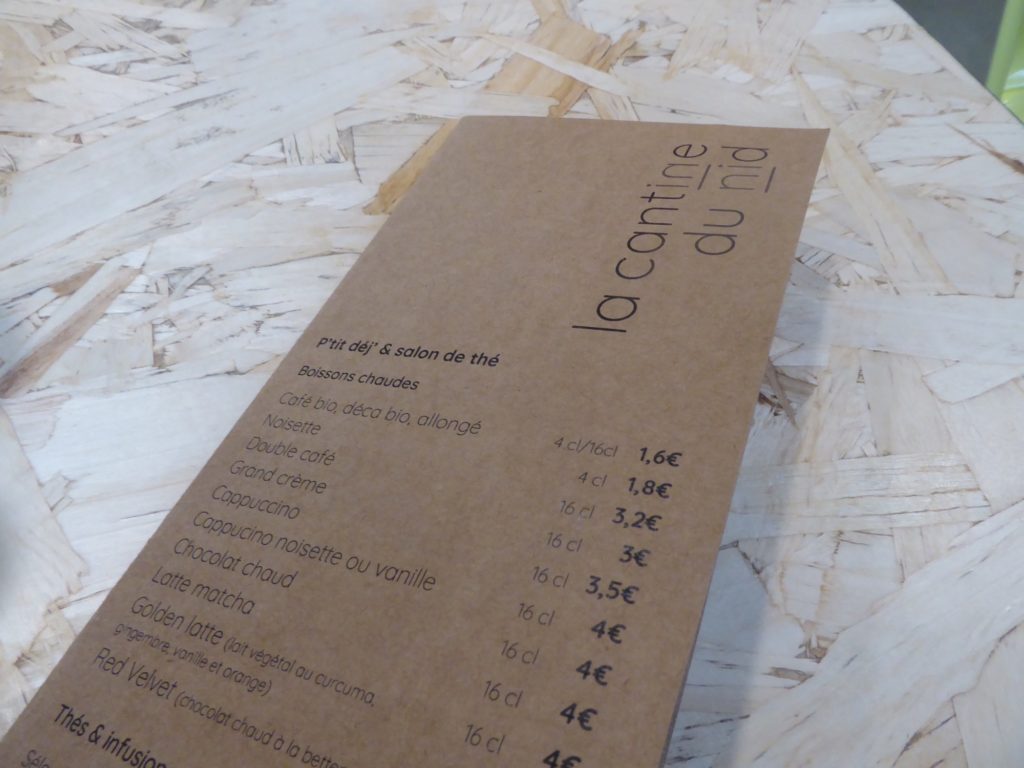 la cantine
du nid
P'tit déj' & salon de thé
Boissons chaudes
Café bio, déca bio, allongé 4 cl/16cl 1,6€
Noisette 4 cl 1,8€
Double café 16 cl 3,2€
Grand crème 16 cl 3€
Cappuccino 16 cl 3,5€
Cappucino noisette ou vanille 16 cl 4€
Chocolat chaud 16 cl 4€
Latte matcha 16 cl 4€
Golden latte (lait végétal au curcuma, 16 cl 4€
gingembre, vanille et orange)
Red Velvet (chocolat chaud à la
Thés &